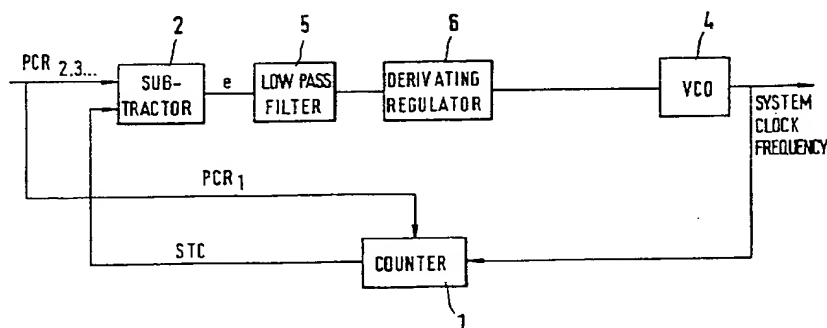 2
5
6
4
PCR 2,3...
SUB-
TRACTOR
e
LOW PASS
FILTER
DERIVATING
REGULATOR
VCO
SYSTEM
CLOCK
FREQUENCY
PCR1
STC
COUNTER
1